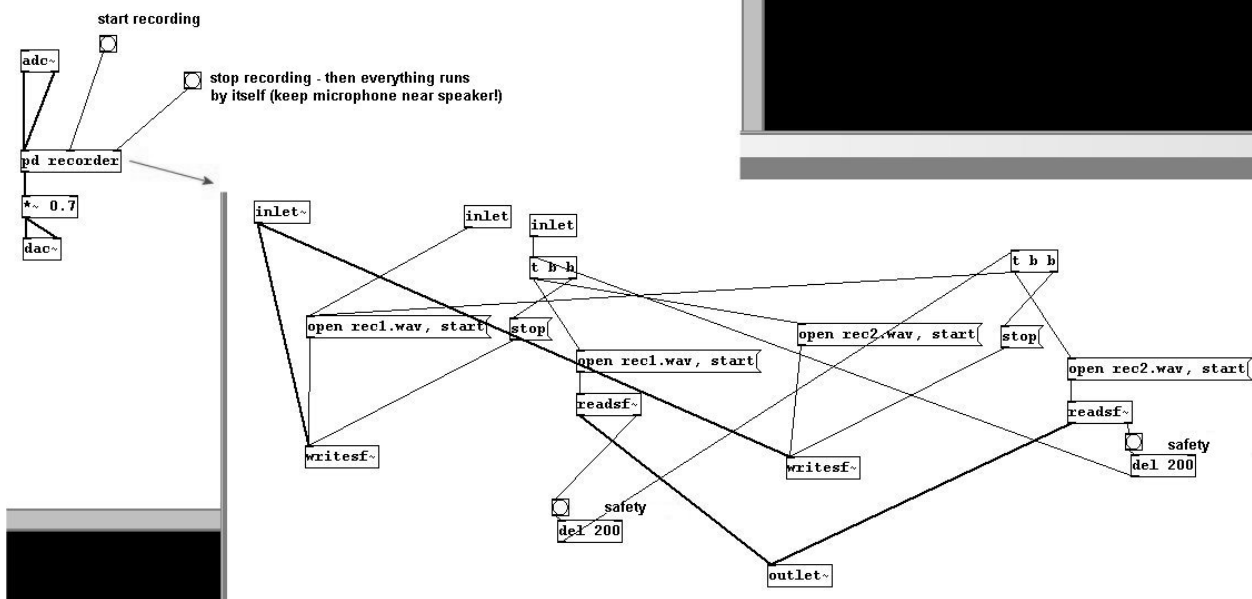 start recording
adc~
stop recording - then everything runs
by itself (keep microphone near speaker!)
pd recorder
*~ 0.7
dac~
inlet~
inlet
inlet
t b b
t b b
open rec1.wav, start
stop
open rec2.wav, start
stop
open rec1.wav, start
open rec2.wav, start
readsf~
readsf~
writesf~
writesf~
safety
del 200
safety
del 200
outlet~